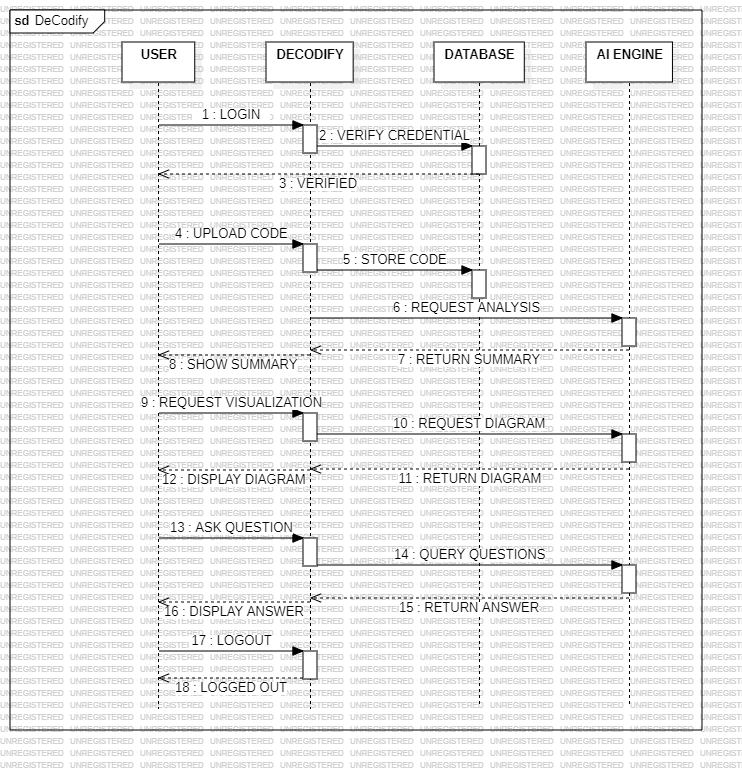 sd DeCodify
USER
DECODIFY
DATABASE
AI ENGINE
1 : LOGIN
2 : VERIFY CREDENTIAL
3 : VERIFIED
4 : UPLOAD CODE
5 : STORE CODE
6 : REQUEST ANALYSIS
7 : RETURN SUMMARY
8 : SHOW SUMMARY
9 : REQUEST VISUALIZATION
10 : REQUEST DIAGRAM
11 : RETURN DIAGRAM
12 : DISPLAY DIAGRAM
13 : ASK QUESTION
14 : QUERY QUESTIONS
15 : RETURN ANSWER
16 : DISPLAY ANSWER
17 : LOGOUT
18 : LOGGED OUT
UNREGISTERED